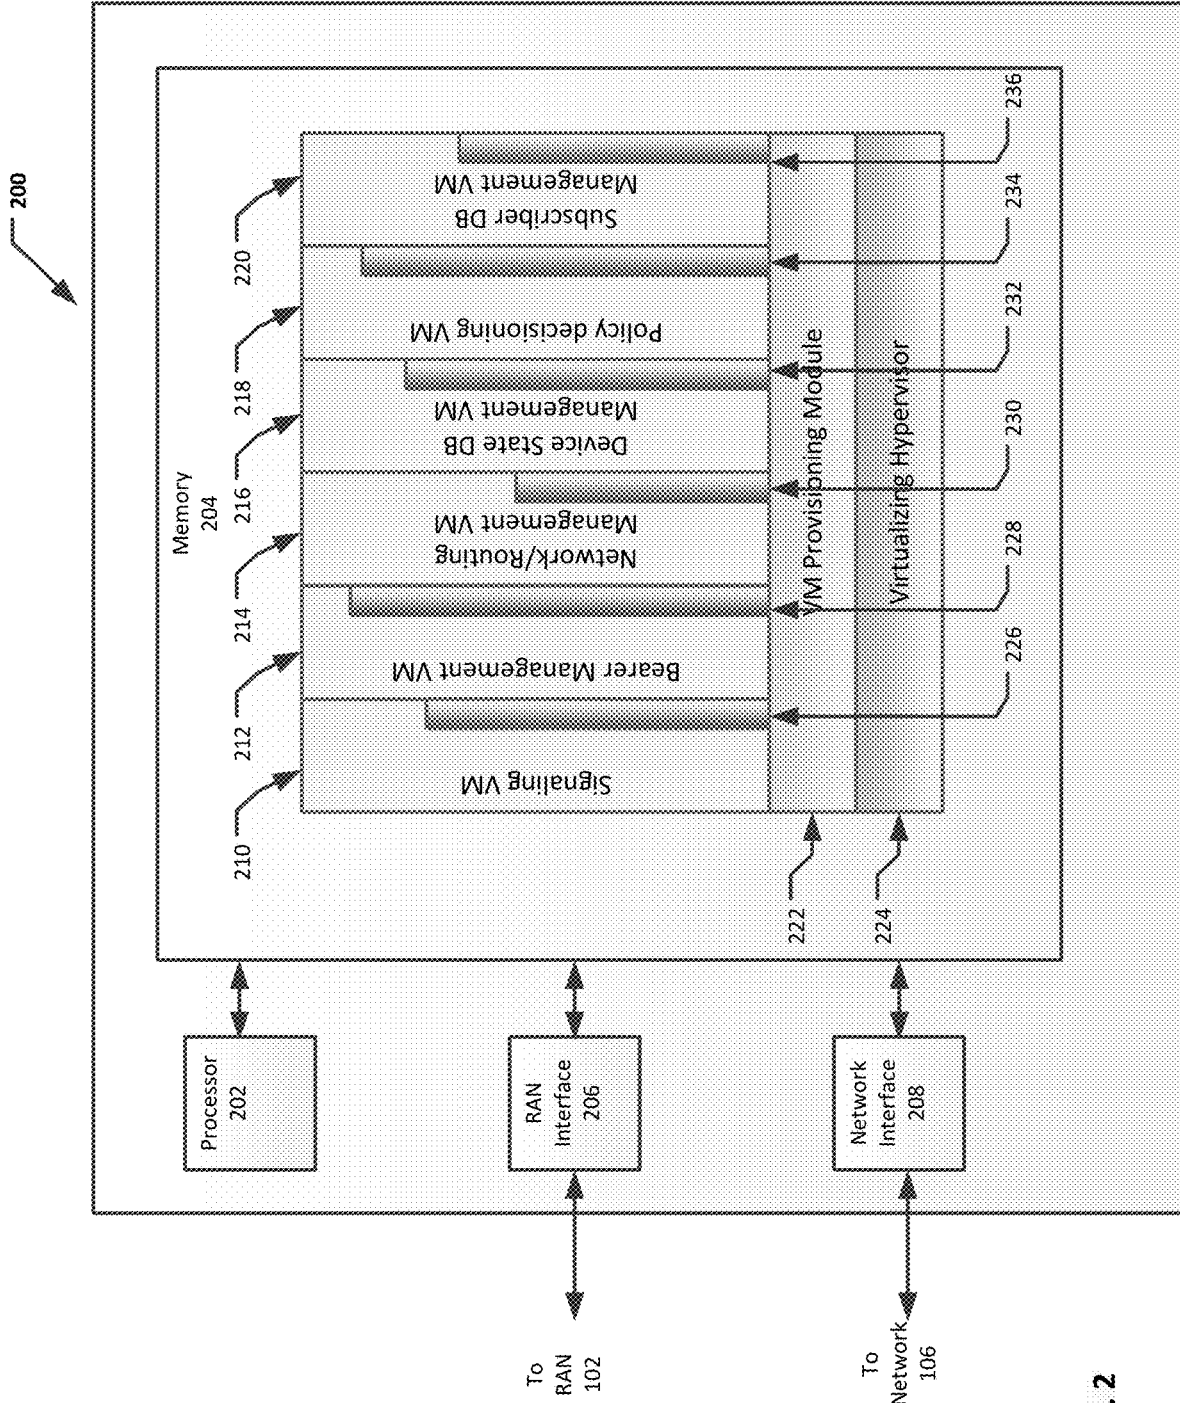 200
Memory
204
210
212
214
216
218
220
Signaling VM
Bearer Management VM
Network/Routing
Management VM
Device State DB
Management VM
Policy decisioning VM
Subscriber DB
Management VM
VM Provisioning Module
Virtualizing Hypervisor
222
224
226
228
230
232
234
236
Processor
202
RAN
Interface
206
Network
Interface
208
To
RAN
102
To
Network
106
. 2